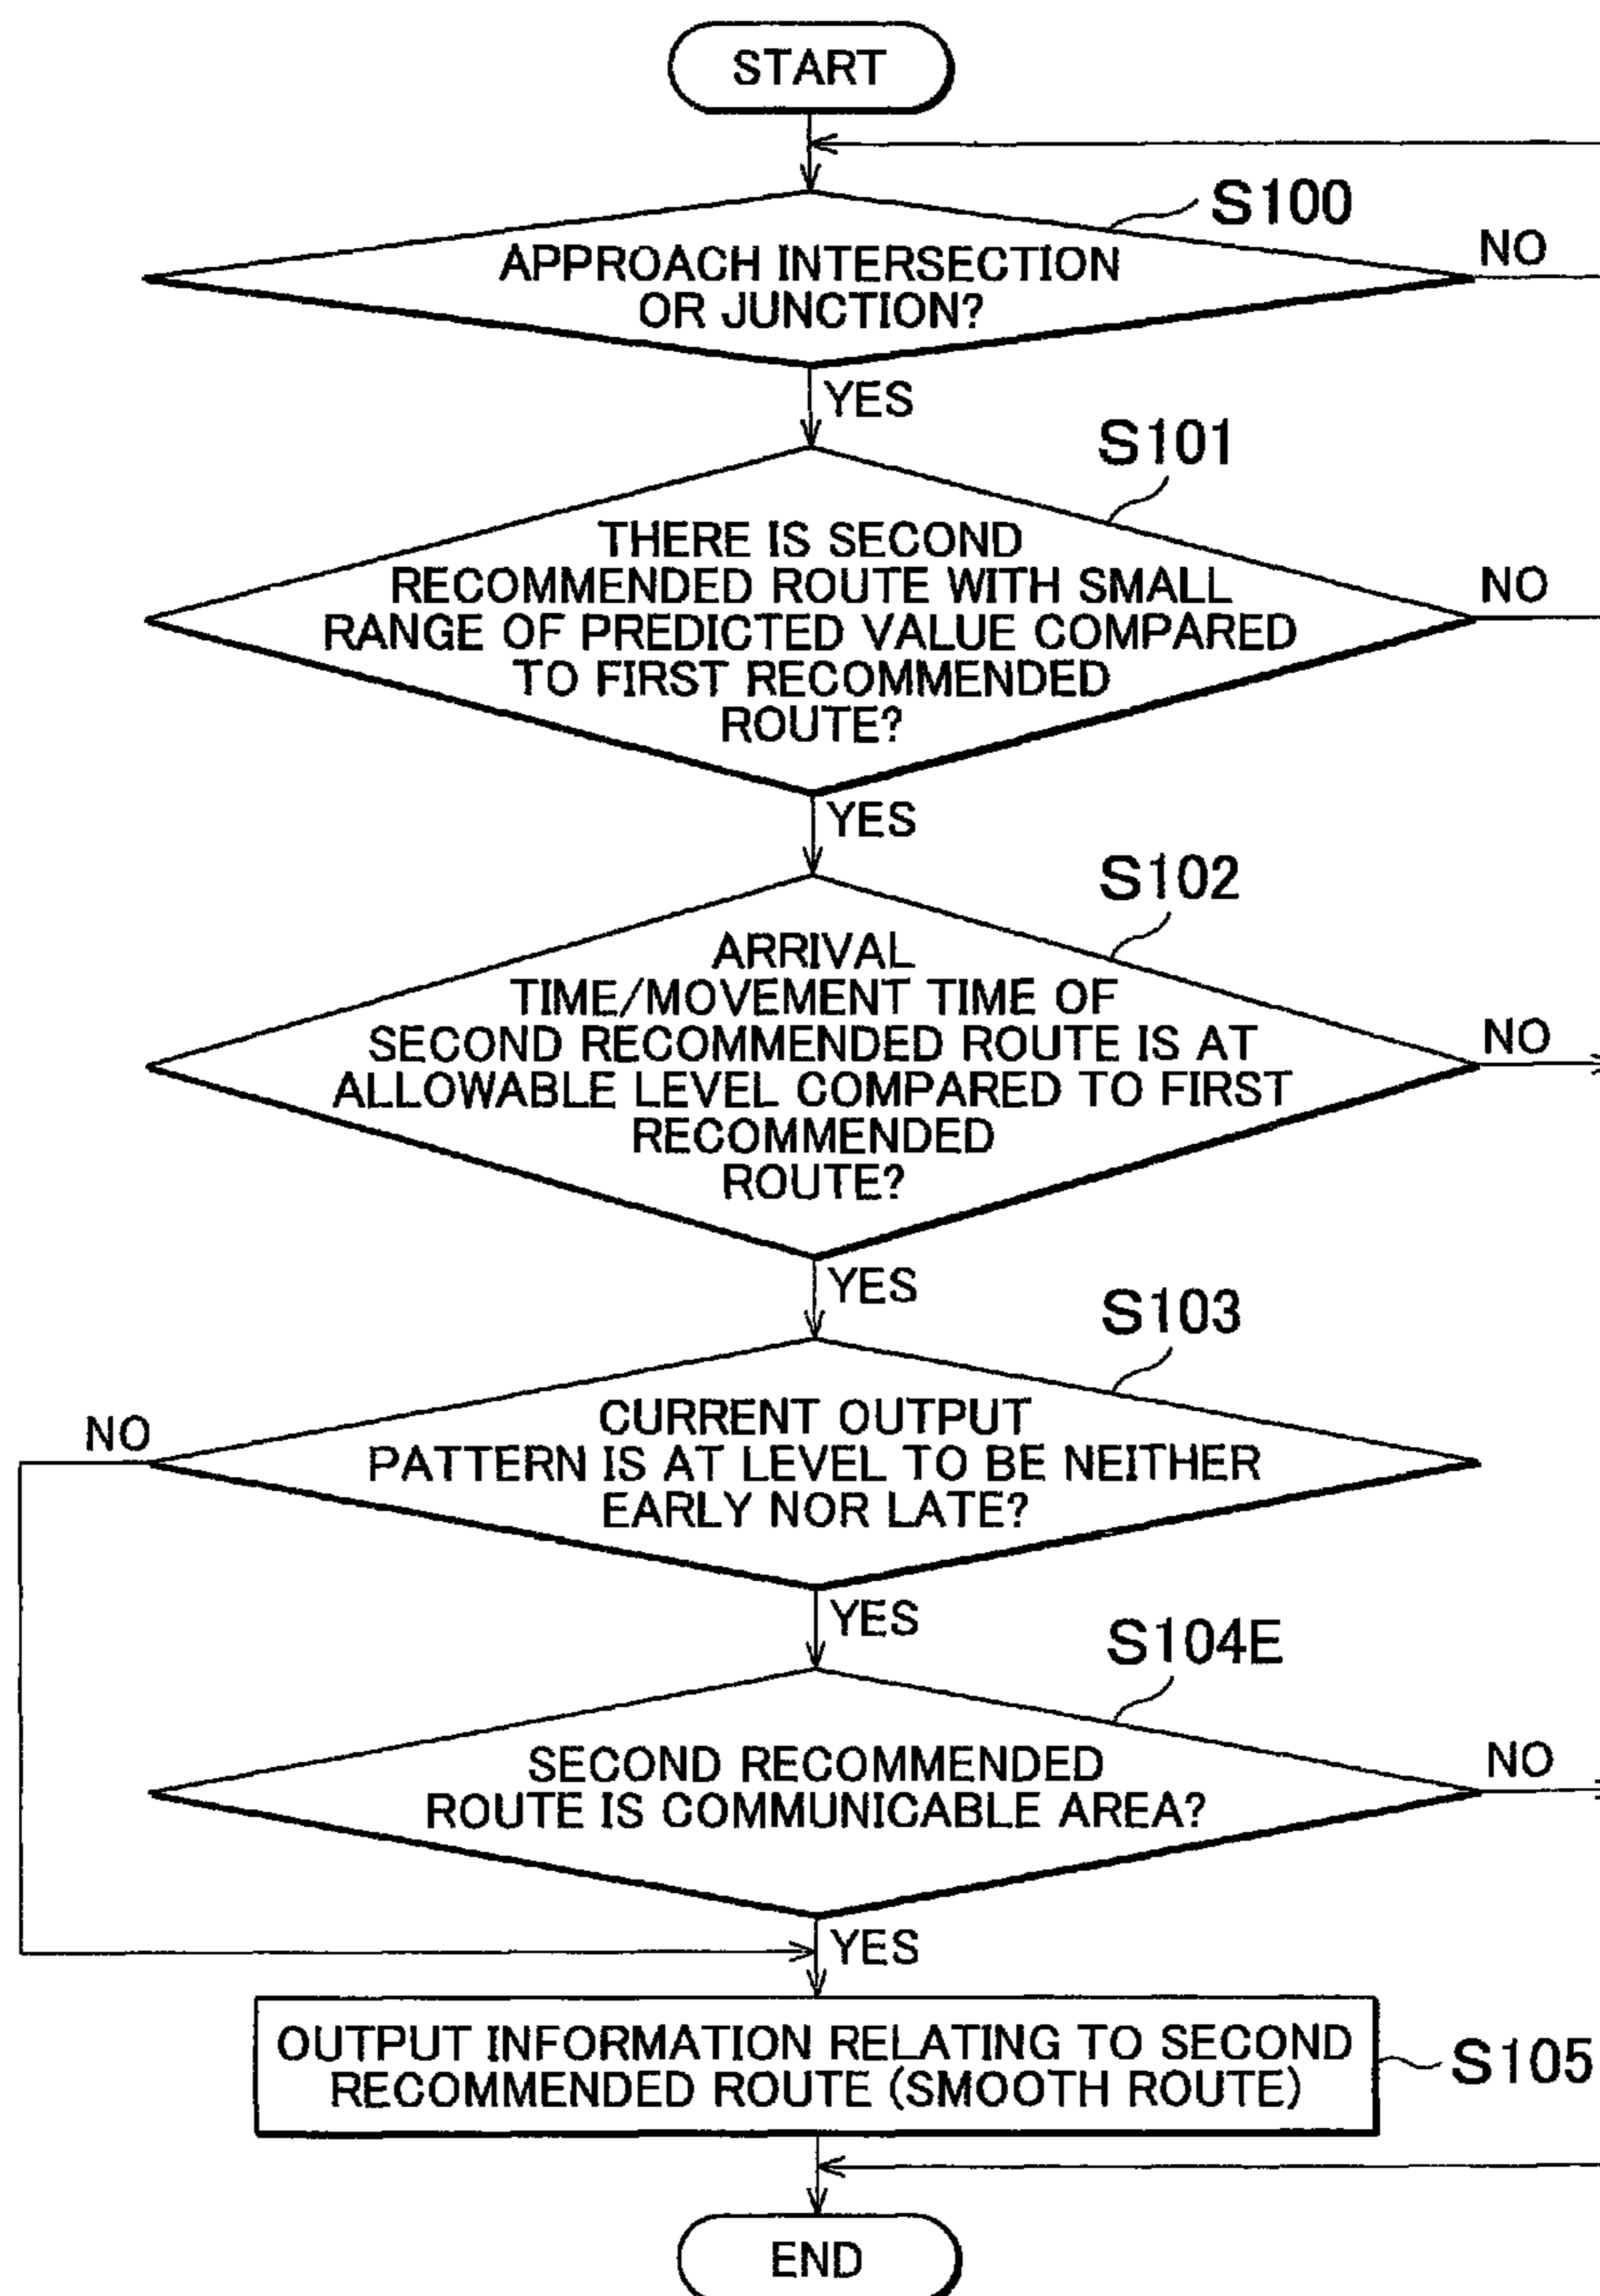 START
S100
APPROACH INTERSECTION
OR JUNCTION?
NO
YES
S101
THERE IS SECOND
RECOMMENDED ROUTE WITH SMALL
RANGE OF PREDICTED VALUE COMPARED
TO FIRST RECOMMENDED
ROUTE?
NO
YES
S102
ARRIVAL
TIME/MOVEMENT TIME OF
SECOND RECOMMENDED ROUTE IS AT
ALLOWABLE LEVEL COMPARED TO FIRST
RECOMMENDED
ROUTE?
NO
YES
S103
CURRENT OUTPUT
PATTERN IS AT LEVEL TO BE NEITHER
EARLY NOR LATE?
NO
YES
S104E
SECOND RECOMMENDED
ROUTE IS COMMUNICABLE AREA?
NO
YES
OUTPUT INFORMATION RELATING TO SECOND
RECOMMENDED ROUTE (SMOOTH ROUTE)
S105
END